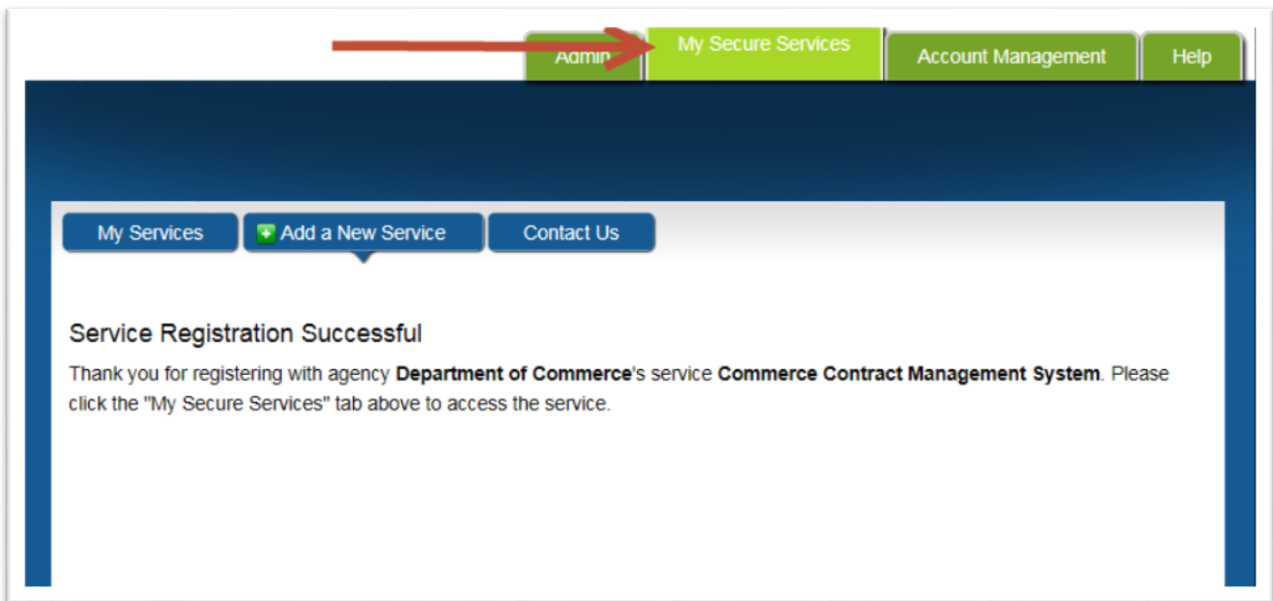 Admin My Secure Services Account Management Help
My Services Add a New Service Contact Us
Service Registration Successful
Thank you for registering with agency Department of Commerce's service Commerce Contract Management System. Please
click the "My Secure Services" tab above to access the service.